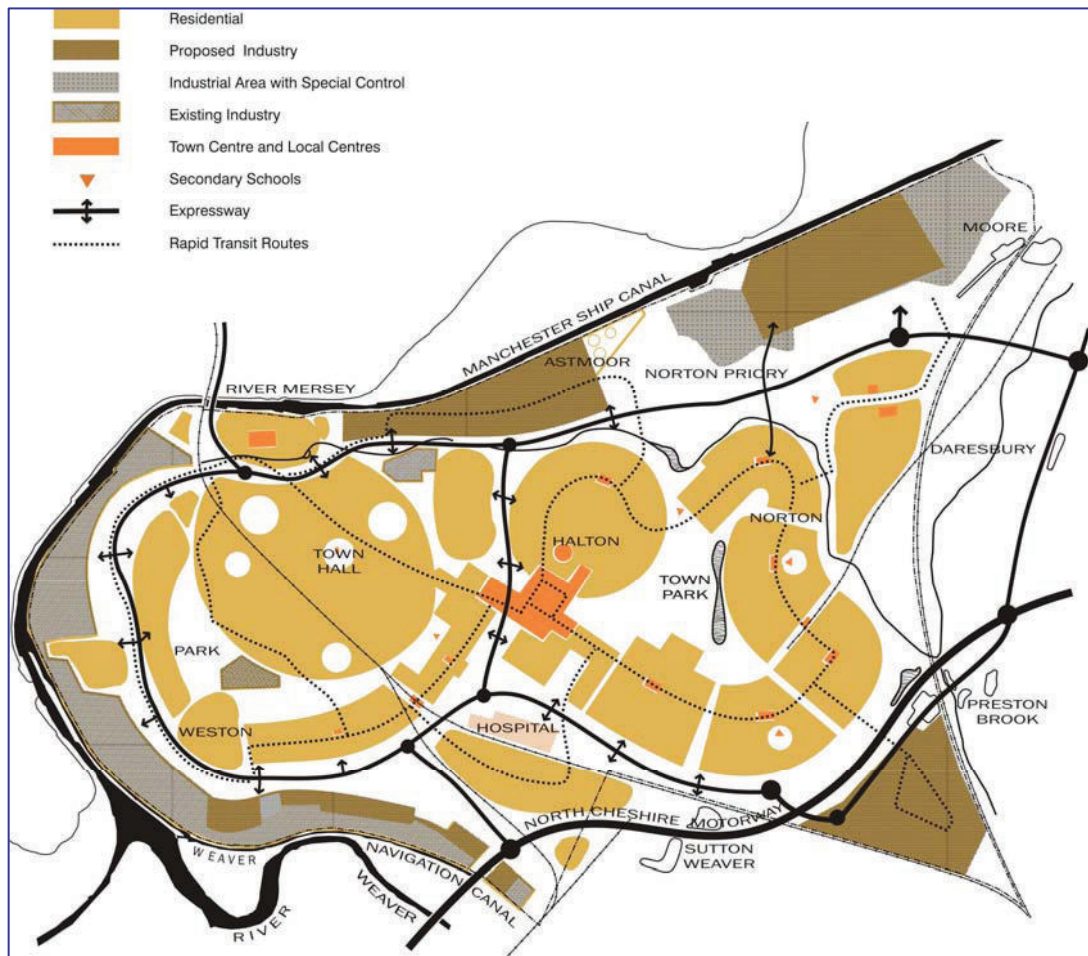 Residential
Proposed Industry
Industrial Area with Special Control
Existing Industry
Town Centre and Local Centres
Secondary Schools
Expressway
Rapid Transit Routes
MOORE
MANCHESTER SHIP CANAL
ASTMOOR
NORTON PRIORY
RIVER MERSEY
DARESBURY
NORTON
HALTON
TOWN
HALL
TOWN
PARK
PARK
WESTON
HOSPITAL
PRESTON
BROOK
NORTH CHESHIRE MOTORWAY
SUTTON
WEAVER
WEAVER
NAVIGATION CANAL
RIVER
WEAVER